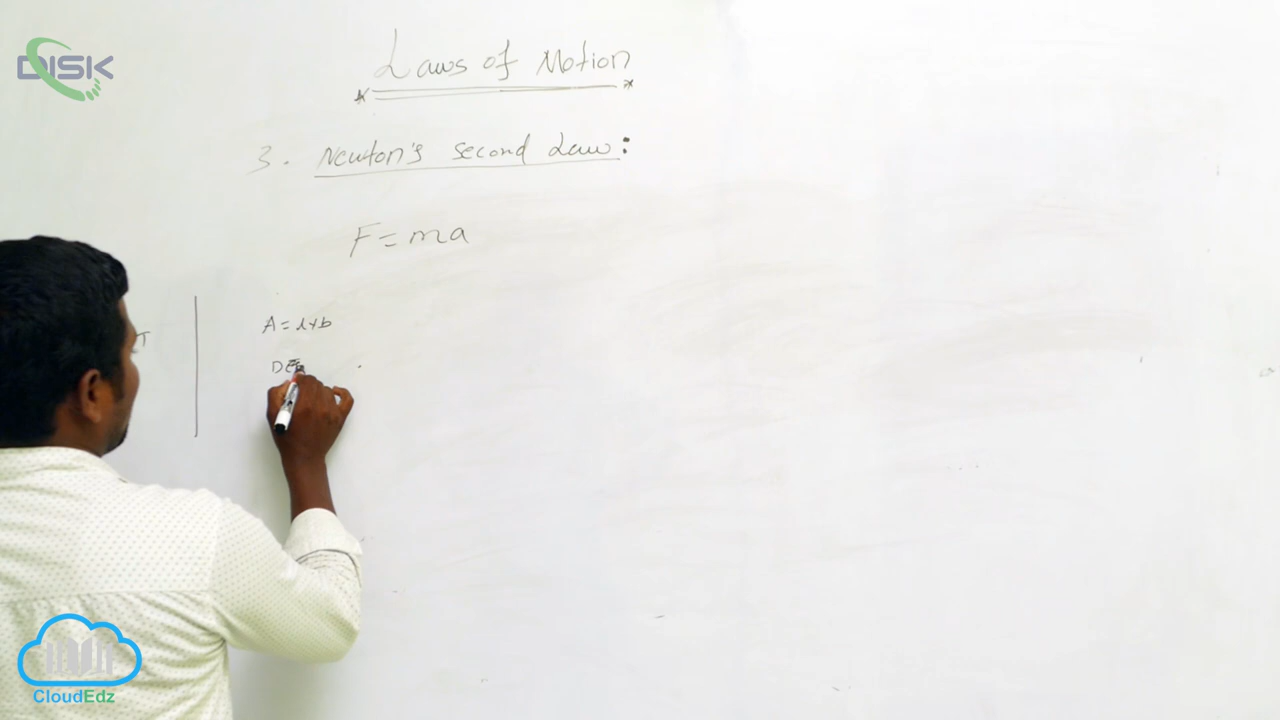 DISK
Laws of Motion
3. Newton's second Law:
F = ma
T
A = l×b
CloudEdz